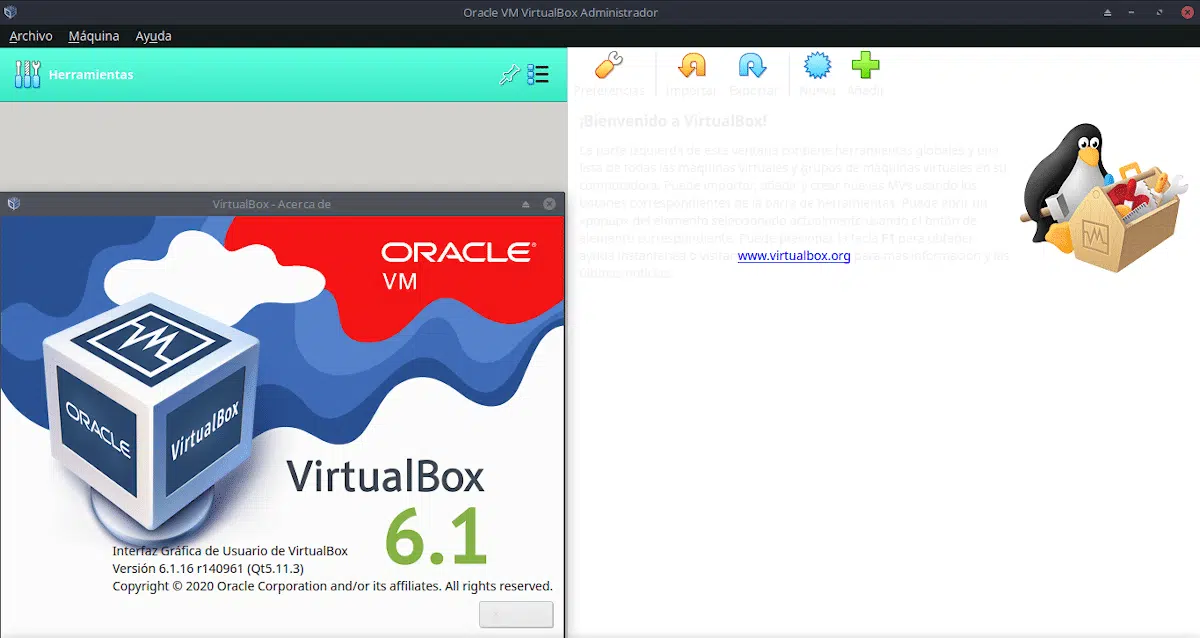 Oracle VM VirtualBox Administrador
Archivo Máquina Ayuda
Herramientas
Preferencias Importar Exportar Nueva Añadir
¡Bienvenido a VirtualBox!
La parte izquierda de esta ventana contiene herramientas globales y una
lista de todas las máquinas virtuales y grupos de máquinas virtuales en su
computadora. Puede importar, añadir y crear nuevas MVs usando los
botones correspondientes de la barra de herramientas. Puede abrir un
elemento seleccionado actualmente usando el botón de
elemento correspondiente. Puede presionar la tecla F1 para obtener
ayuda instantánea o visitar www.virtualbox.org para más información y las
últimas noticias.
VirtualBox - Acerca de
ORACLE®
VM
ORACLE
VirtualBox
VirtualBox
6.1
Interfaz Gráfica de Usuario de VirtualBox
Versión 6.1.16 r140961 (Qt5.11.3)
Copyright © 2020 Oracle Corporation and/or its affiliates. All rights reserved.